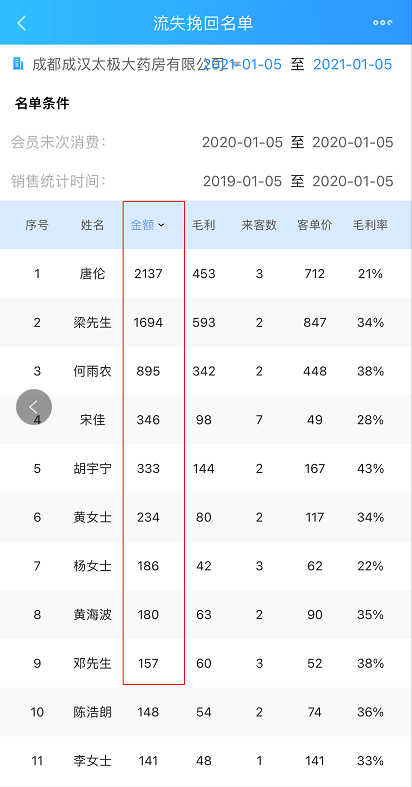 流失挽回名单
成都成汉太极大药房有限公司 2021-01-05 至 2021-01-05
名单条件
会员末次消费： 2020-01-05 至 2020-01-05
销售统计时间： 2019-01-05 至 2020-01-05
序号 姓名 金额 毛利 来客数 客单价 毛利率
1 唐伦 2137 453 3 712 21%
2 梁先生 1694 593 2 847 34%
3 何雨农 895 342 2 448 38%
4 宋佳 346 98 7 49 28%
5 胡宇宁 333 144 2 167 43%
6 黄女士 234 80 2 117 34%
7 杨女士 186 42 3 62 22%
8 黄海波 180 63 2 90 35%
9 邓先生 157 60 3 52 38%
10 陈浩朗 148 54 2 74 36%
11 李女士 141 48 1 141 33%